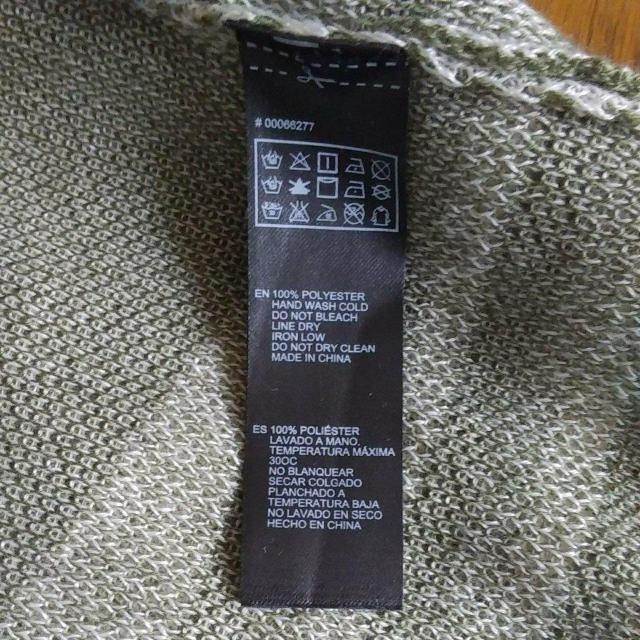 # 00066277
EN 100% POLYESTER
HAND WASH COLD
DO NOT BLEACH
LINE DRY
IRON LOW
DO NOT DRY CLEAN
MADE IN CHINA
ES 100% POLIÉSTER
LAVADO A MANO.
TEMPERATURA MÁXIMA
30OC
NO BLANQUEAR
SECAR COLGADO
PLANCHADO A
TEMPERATURA BAJA
NO LAVADO EN SECO
HECHO EN CHINA